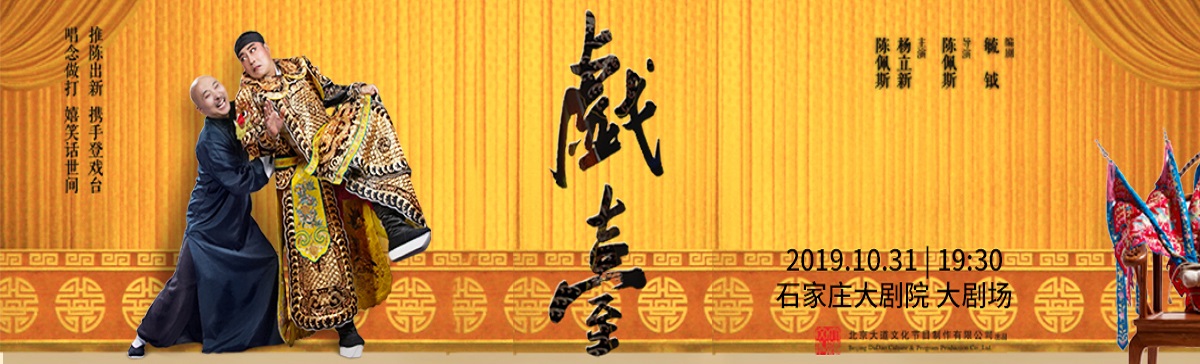 推陈出新 携手登戏台
唱念做打 嬉笑话世间
戲臺
编剧
毓钺
导演
陈佩斯
主演
杨立新
陈佩斯
2019.10.31 | 19:30
石家庄大剧院 大剧场
北京大道文化节目制作有限公司出品
Beijing DaDao Culture & Program Production Co., Ltd.